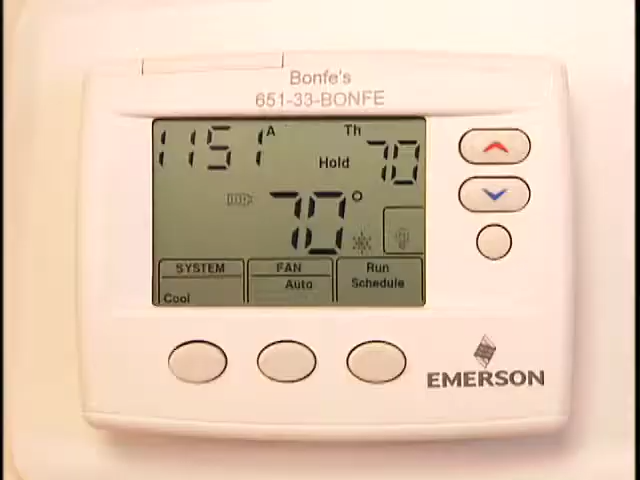 Bonfe's
651-33-BONFE
1151 A Th
Hold 70
70°
SYSTEM FAN Run
Cool Auto Schedule
EMERSON